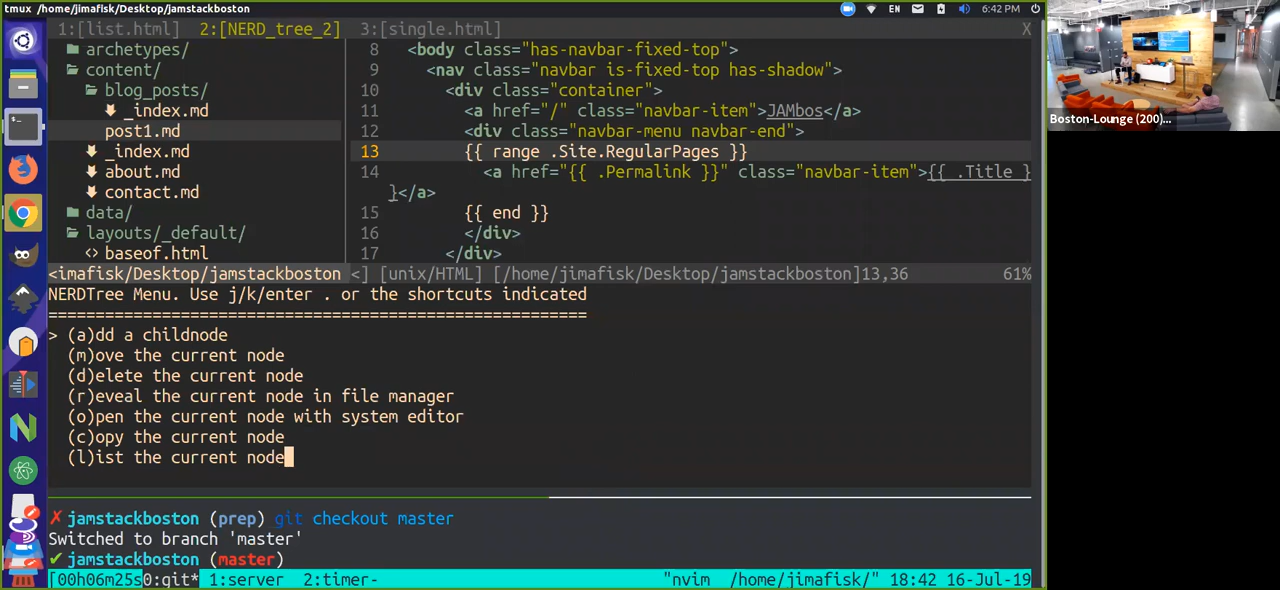 tmux /home/jimafisk/Desktop/jamstackboston
EN
6:42 PM
1:[list.html] 2:[NERD_tree_2] 3:[single.html] X
archetypes/
content/
blog_posts/
_index.md
post1.md
_index.md
about.md
contact.md
data/
layouts/_default/
<> baseof.html
8 <body class="has-navbar-fixed-top">
9 <nav class="navbar is-fixed-top has-shadow">
10 <div class="container">
11 <a href="/" class="navbar-item">JAMbos</a>
12 <div class="navbar-menu navbar-end">
13 {{ range .Site.RegularPages }}
14 <a href="{{ .Permalink }}" class="navbar-item">{{ .Title }
}</a>
15 {{ end }}
16 </div>
17 </div>
<imafisk/Desktop/jamstackboston <] [unix/HTML] [/home/jimafisk/Desktop/jamstackboston]13,36 61%
NERDTree Menu. Use j/k/enter . or the shortcuts indicated
==========================================================
> (a)dd a childnode
(m)ove the current node
(d)elete the current node
(r)eveal the current node in file manager
(o)pen the current node with system editor
(c)opy the current node
(l)ist the current node
✗ jamstackboston (prep) git checkout master
Switched to branch 'master'
✓ jamstackboston (master)
[00h06m25s0:git* 1:server 2:timer- "nvim /home/jimafisk/" 18:42 16-Jul-19
Boston-Lounge (200)...